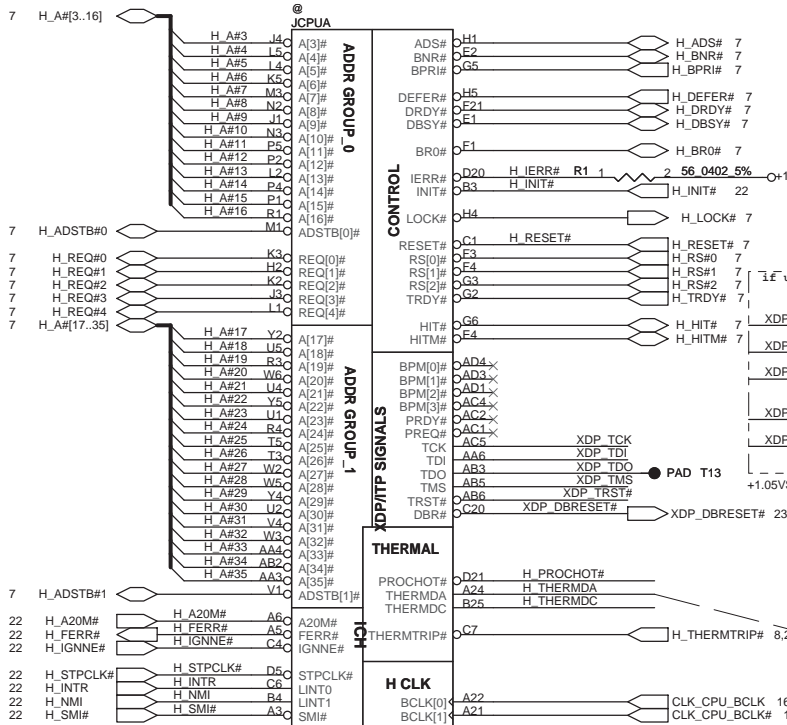 @
JCPUA
7 H_A#[3..16]
H_A#3 J4 A[3]# ADS# H1 H_ADS# 7
H_A#4 L5 A[4]# BNR# E2 H_BNR# 7
H_A#5 L4 A[5]# BPRI# G5 H_BPRI# 7
H_A#6 K5 A[6]#
H_A#7 M3 A[7]# DEFER# H5 H_DEFER# 7
H_A#8 N2 A[8]# DRDY# F21 H_DRDY# 7
H_A#9 J1 A[9]# DBSY# E1 H_DBSY# 7
H_A#10 N3 A[10]#
H_A#11 P5 A[11]# BR0# F1 H_BR0# 7
H_A#12 P2 A[12]#
H_A#13 L2 A[13]# IERR# D20 H_IERR# R1 1 2 56_0402_5% +1
H_A#14 P4 A[14]# INIT# B3 H_INIT# H_INIT# 22
H_A#15 P1 A[15]#
H_A#16 R1 A[16]# LOCK# H4 H_LOCK# 7
7 H_ADSTB#0 M1 ADSTB[0]#
ADDR GROUP_0
CONTROL
RESET# C1 H_RESET# H_RESET# 7
7 H_REQ#0 K3 REQ[0]# RS[0]# F3 H_RS#0 7
7 H_REQ#1 H2 REQ[1]# RS[1]# F4 H_RS#1 7
7 H_REQ#2 K2 REQ[2]# RS[2]# G3 H_RS#2 7
7 H_REQ#3 J3 REQ[3]# TRDY# G2 H_TRDY# 7
7 H_REQ#4 L1 REQ[4]#
if
7 H_A#[17..35] HIT# G6 H_HIT# 7
H_A#17 Y2 A[17]# HITM# E4 H_HITM# 7
H_A#18 U5 A[18]#
H_A#19 R3 A[19]# BPM[0]# AD4
H_A#20 W6 A[20]# BPM[1]# AD3
H_A#21 U4 A[21]# BPM[2]# AD1
H_A#22 Y5 A[22]# BPM[3]# AC4
H_A#23 U1 A[23]# PRDY# AC2
H_A#24 R4 A[24]# PREQ# AC1
H_A#25 T5 A[25]# TCK AC5 XDP_TCK
H_A#26 T3 A[26]# TDI AA6 XDP_TDI
H_A#27 W2 A[27]# TDO AB3 XDP_TDO PAD T13
H_A#28 W5 A[28]# TMS AB5 XDP_TMS
H_A#29 Y4 A[29]# TRST# AB6 XDP_TRST#
H_A#30 U2 A[30]# DBR# C20 XDP_DBRESET# XDP_DBRESET# 23
H_A#31 V4 A[31]#
H_A#32 W3 A[32]#
H_A#33 AA4 A[33]#
H_A#34 AB2 A[34]#
H_A#35 AA3 A[35]#
7 H_ADSTB#1 V1 ADSTB[1]#
ADDR GROUP_1
XDP/ITP SIGNALS
XDP
XDP
XDP
XDP
XDP
+1.05VS
THERMAL
PROCHOT# D21 H_PROCHOT#
THERMDA A24 H_THERMDA
THERMDC B25 H_THERMDC
22 H_A20M# H_A20M# A6 A20M#
22 H_FERR# H_FERR# A5 FERR# THERMTRIP# C7 H_THERMTRIP# 8,2
22 H_IGNNE# H_IGNNE# C4 IGNNE#
ICH
22 H_STPCLK# H_STPCLK# D5 STPCLK#
22 H_INTR H_INTR C6 LINT0 H CLK
22 H_NMI H_NMI B4 LINT1 BCLK[0] A22 CLK_CPU_BCLK 16
22 H_SMI# H_SMI# A3 SMI# BCLK[1] A21 CLK_CPU_BCLK# 1